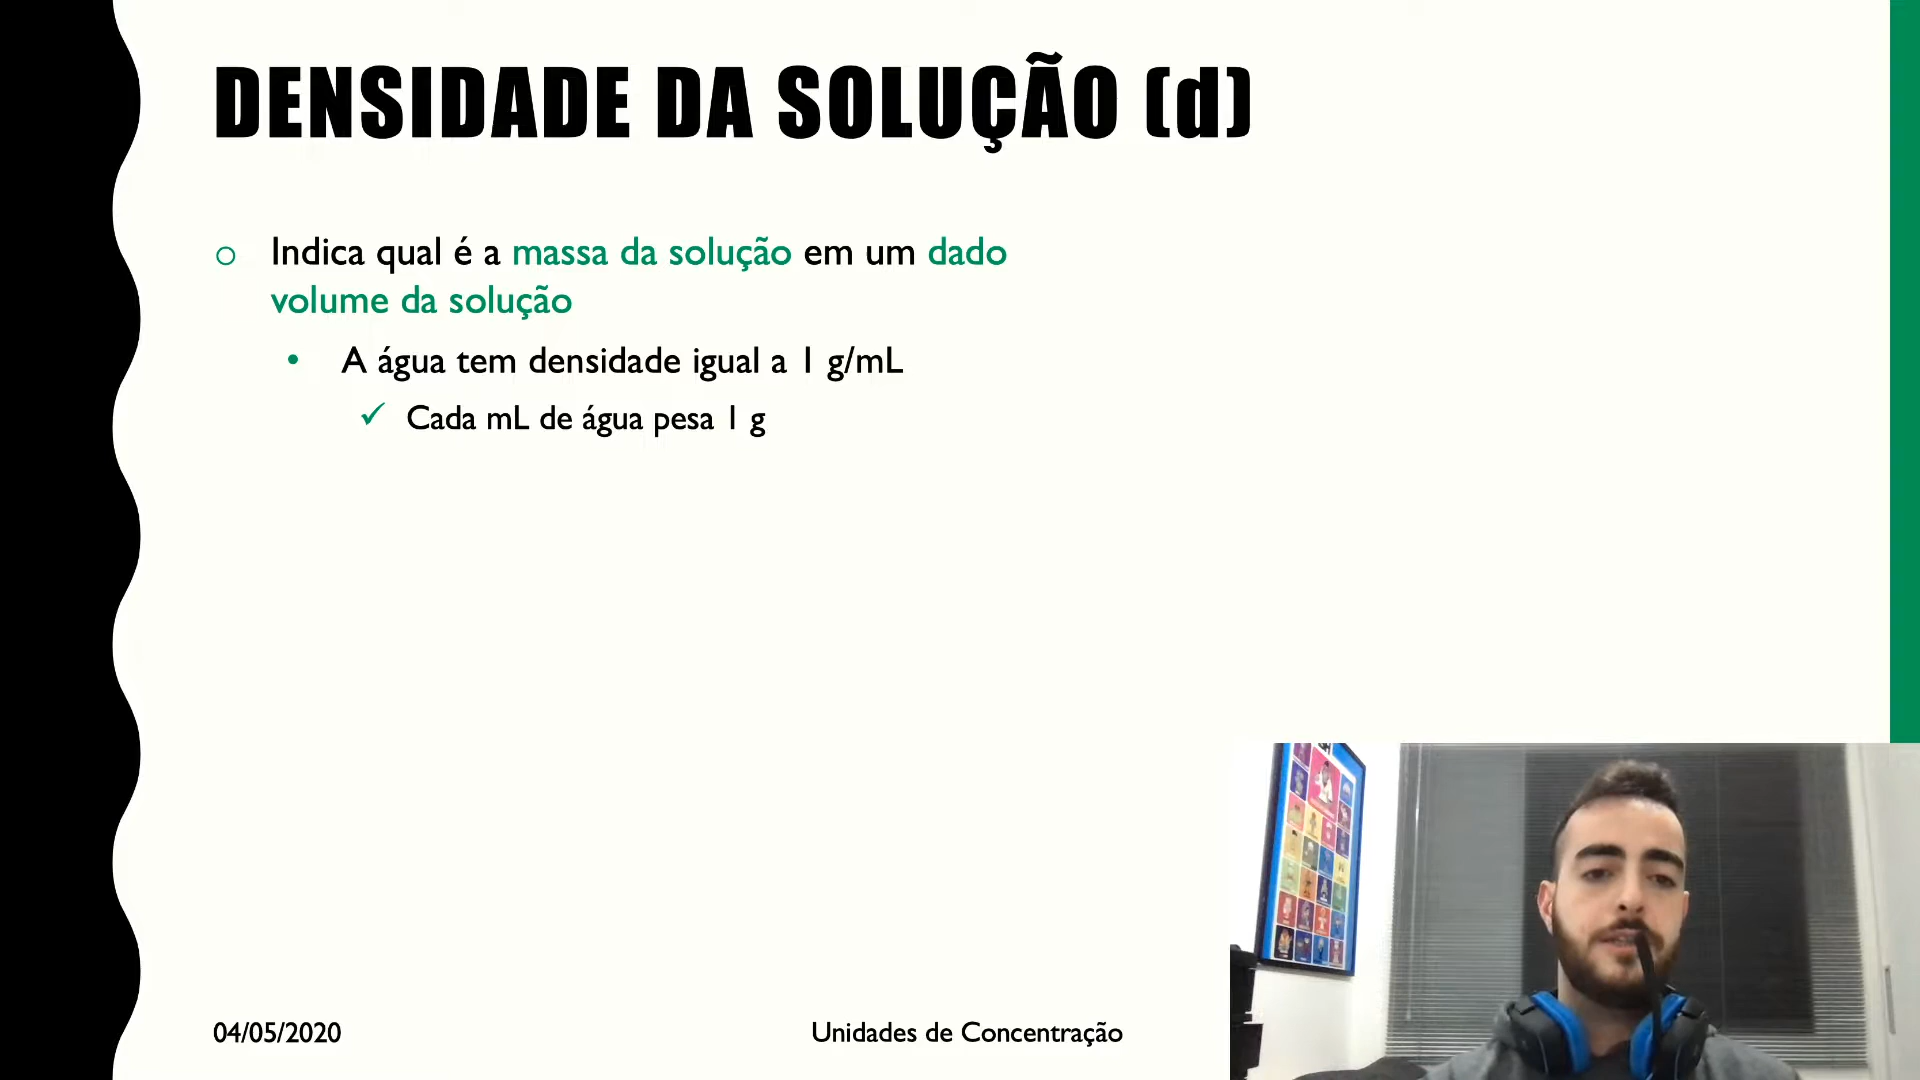 DENSIDADE DA SOLUÇÃO (d)
Indica qual é a massa da solução em um dado
volume da solução
A água tem densidade igual a 1 g/mL
Cada mL de água pesa 1 g
04/05/2020
Unidades de Concentração